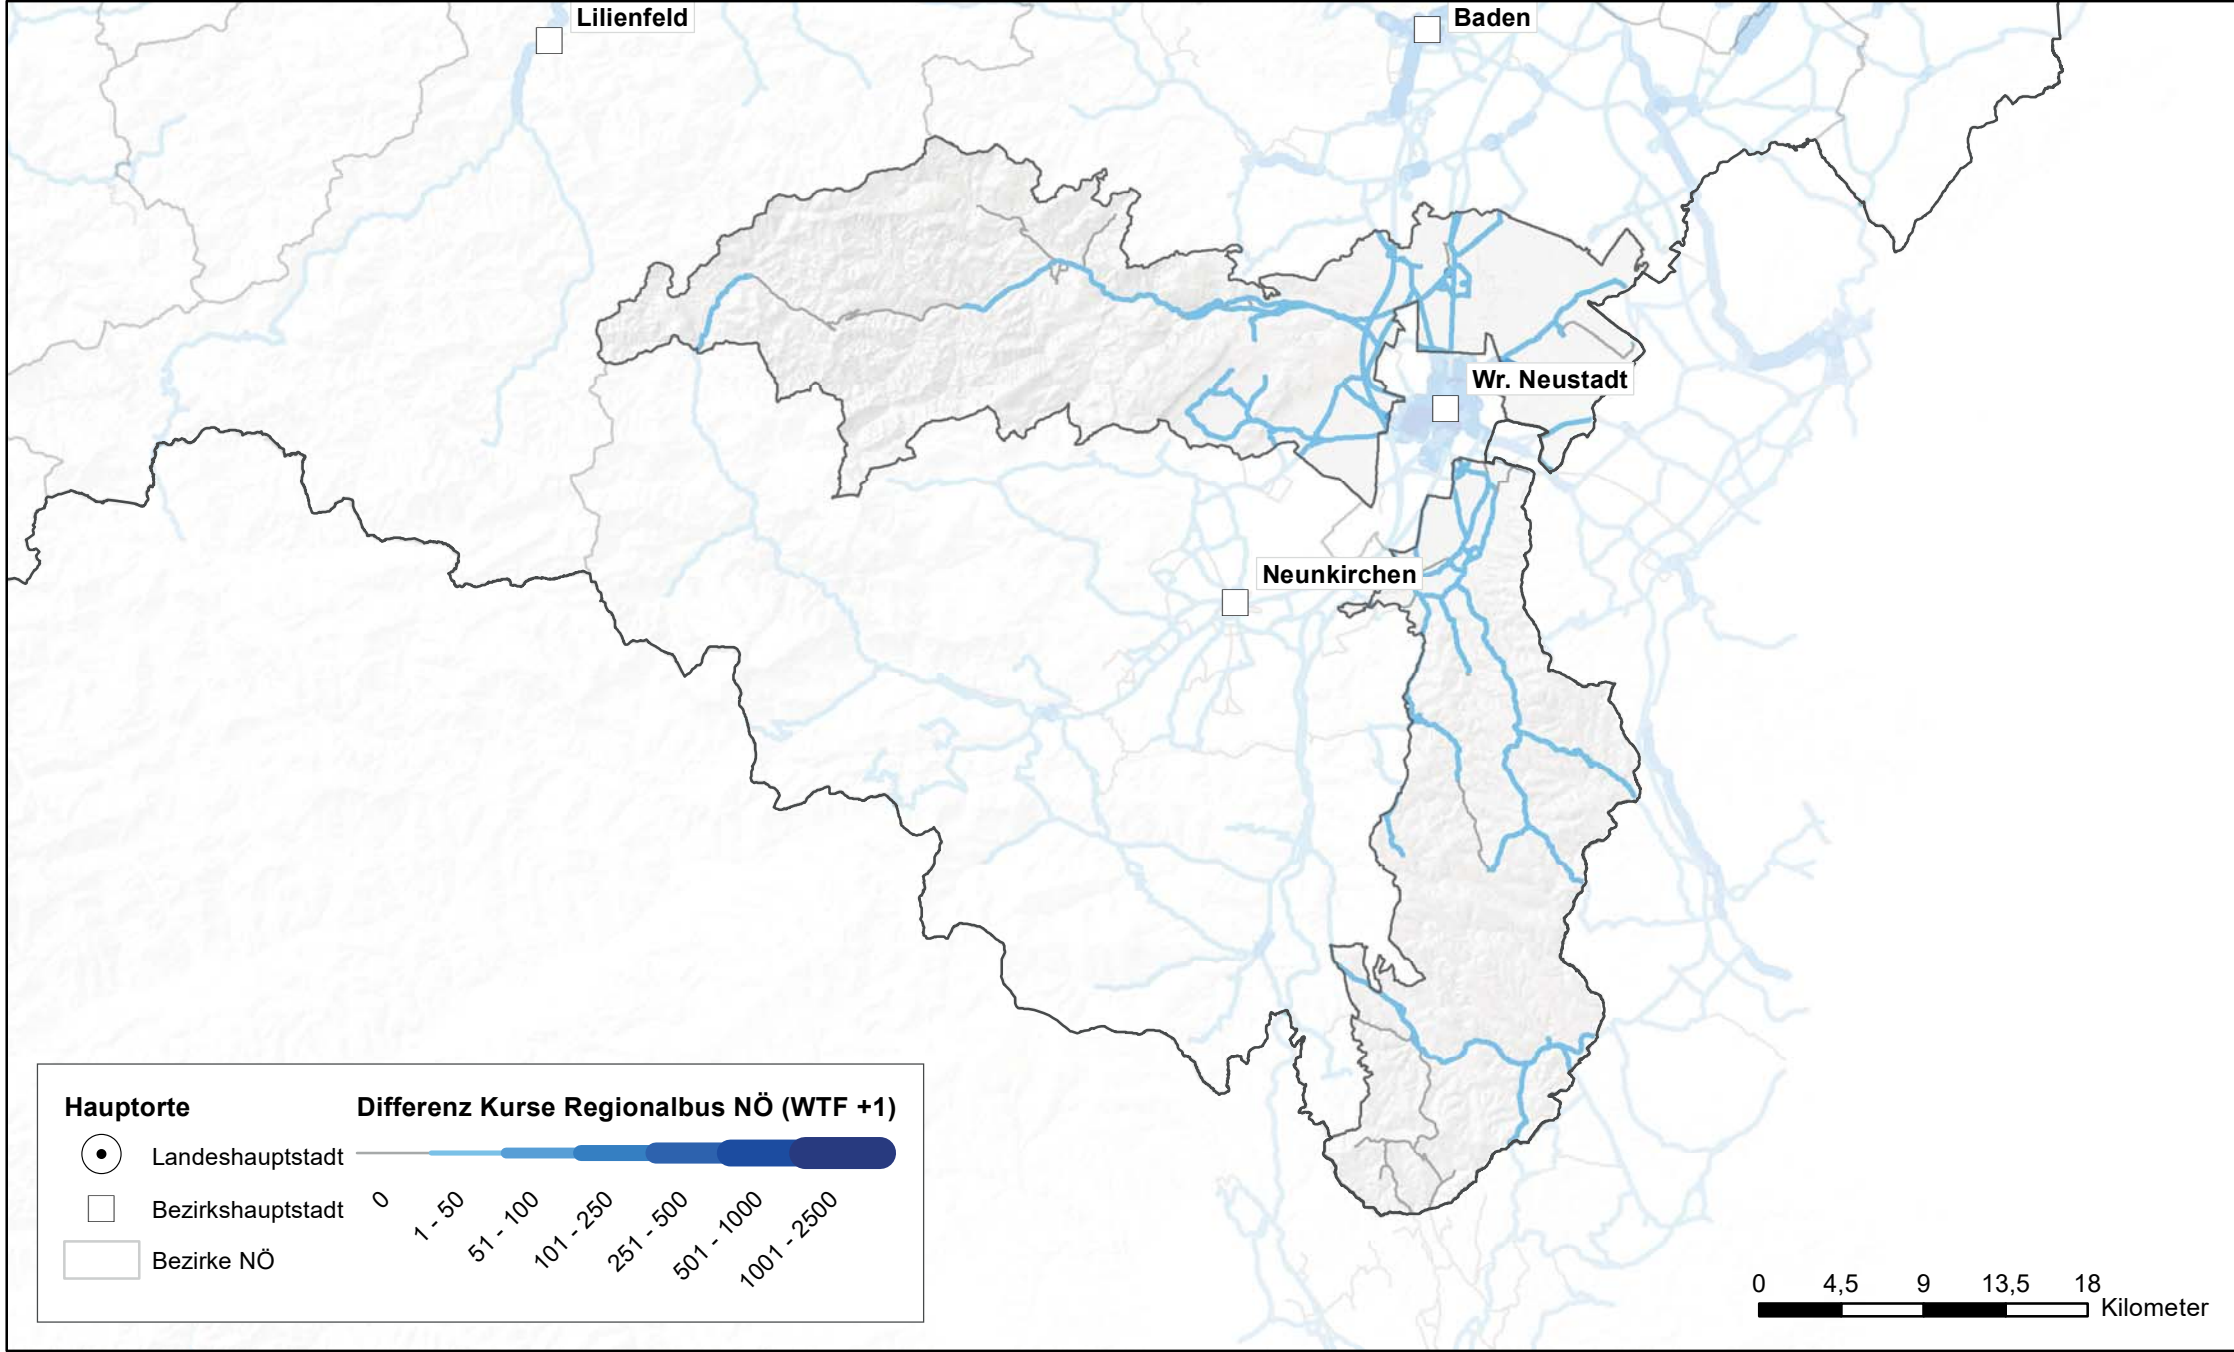 Lilienfeld
Baden
Wr. Neustadt
Neunkirchen
Hauptorte
Landeshauptstadt
Bezirkshauptstadt
Bezirke NÖ
Differenz Kurse Regionalbus NÖ (WTF +1)
0
1 - 50
51 - 100
101 - 250
251 - 500
501 - 1000
1001 - 2500
0 4,5 9 13,5 18
Kilometer